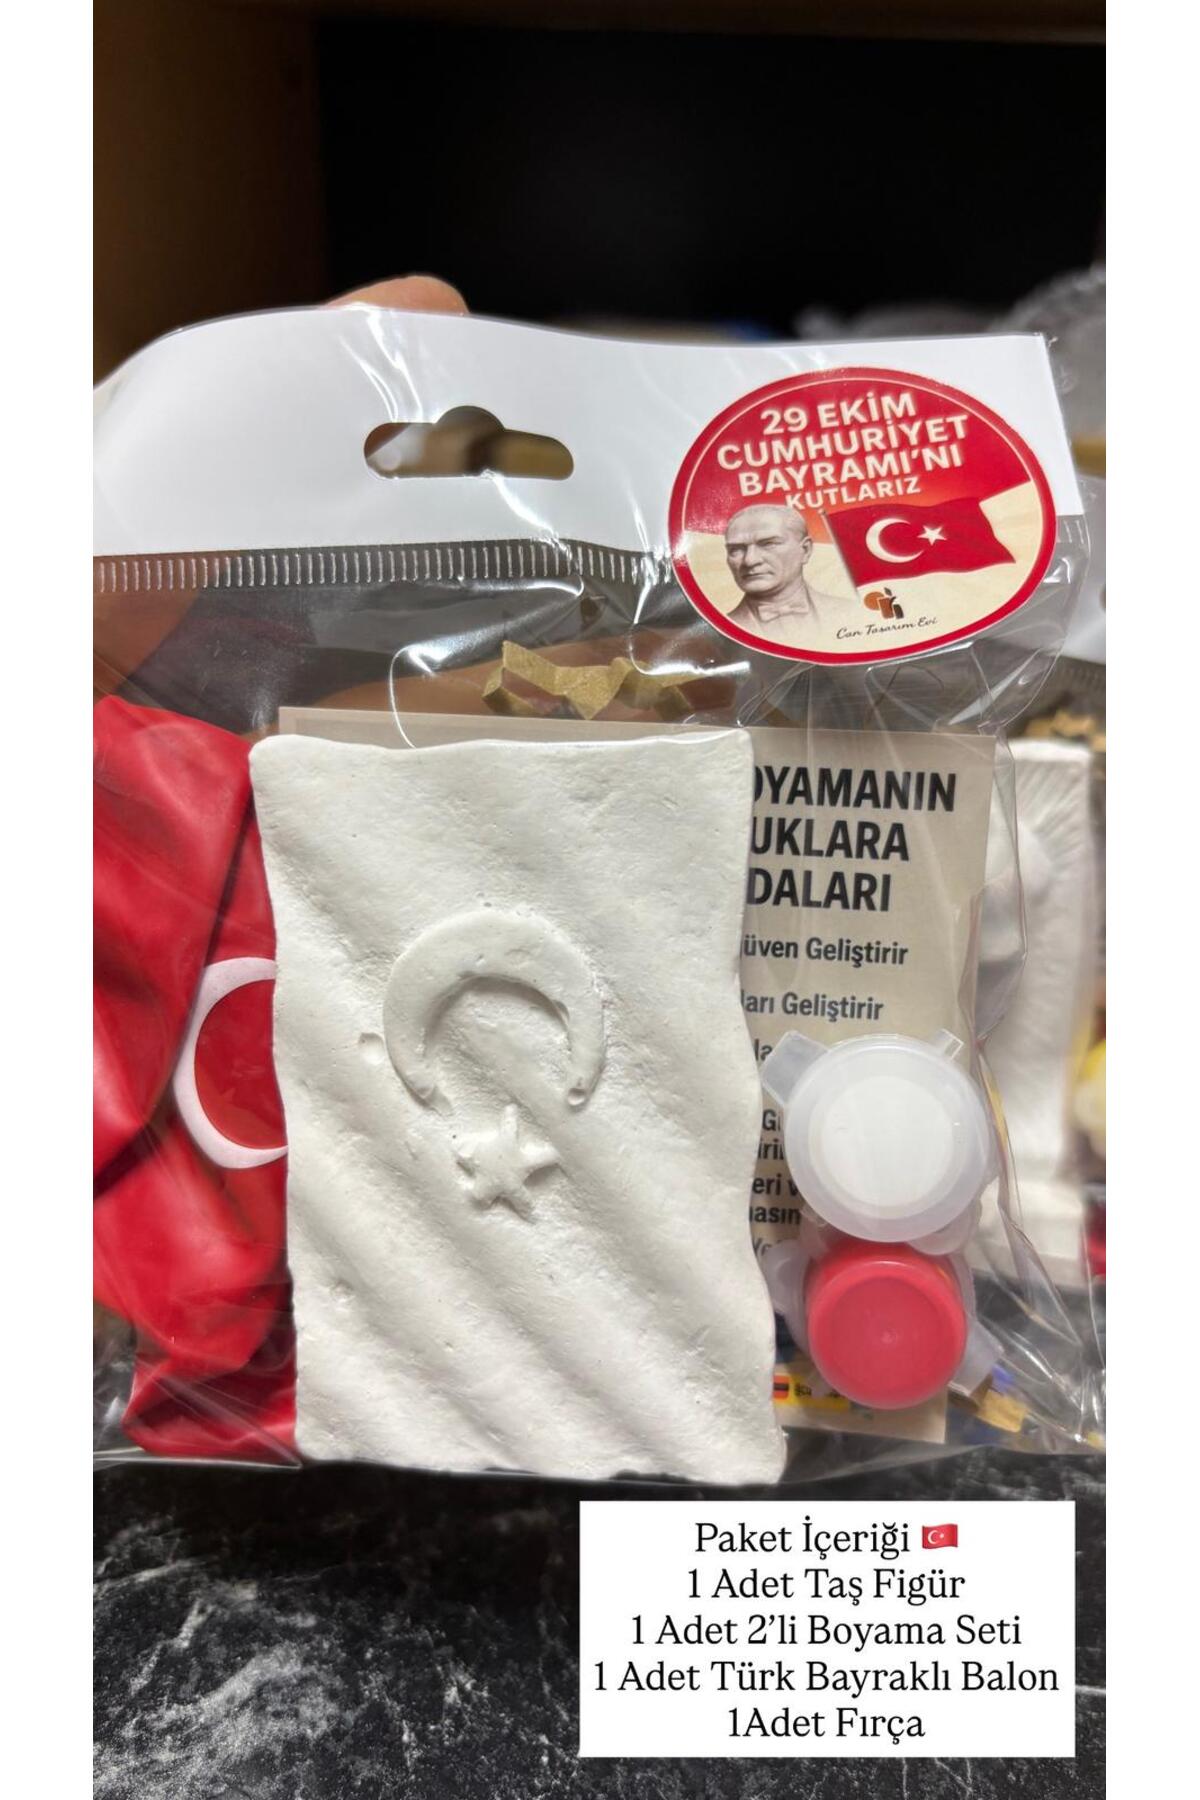 29 EKİM
CUMHURİYET
BAYRAMI'NI
KUTLARIZ
Can Tasarım Evi
OYAMANIN
UKLARA
DALARI
üven Geliştirir
ları Geliştirir
Paket İçeriği 🇹🇷
1 Adet Taş Figür
1 Adet 2'li Boyama Seti
1 Adet Türk Bayraklı Balon
1Adet Fırça